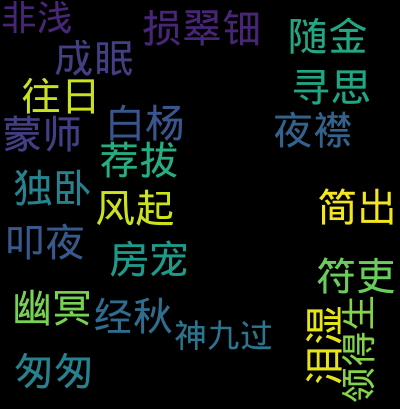 非浅
损翠钿
随金
成眠
寻思
往日
白杨
夜襟
蒙师
荐拔
独卧
风起
简出
叩夜
房宠
符吏
幽冥
经秋
神九过
泪湿
领得生
匆匆